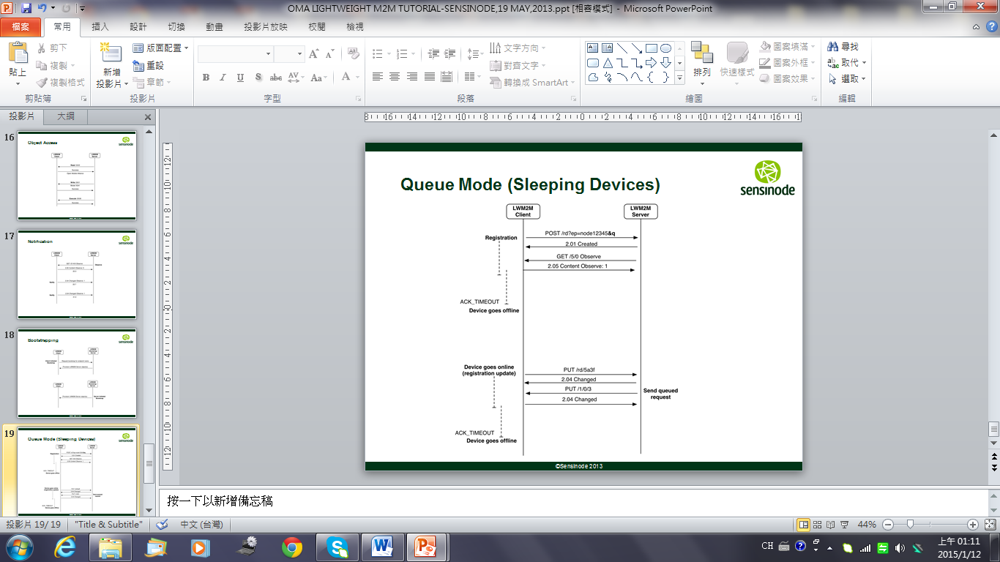 OMA LIGHTWEIGHT M2M TUTORIAL-SENSINODE,19 MAY,2013.ppt [相容模式] - Microsoft PowerPoint
檔案 常用 插入 設計 切換 動畫 投影片放映 校閱 檢視
貼上
剪下
複製
複製格式
剪貼簿
新增
投影片
版面配置
重設
章節
投影片
B I U S abc AV Aa A
字型
文字方向
對齊文字
轉換成 SmartArt
段落
排列
快速樣式
圖案填滿
圖案外框
圖案效果
繪圖
尋找
取代
選取
編輯
投影片 大綱
16
Object Access
sensinode
17
Notification
sensinode
18
Bootstrapping
sensinode
19
Queue Mode (Sleeping Devices)
sensinode
Queue Mode (Sleeping Devices)
sensinode
LWM2M
Client
LWM2M
Server
Registration
POST /rd?ep=node12345&q
2.01 Created
GET /5/0 Observe
2.05 Content Observe: 1
ACK_TIMEOUT
Device goes offline
Device goes online
(registration update)
PUT /rd/5a3f
2.04 Changed
PUT /1/0/3
2.04 Changed
Send queued
request
ACK_TIMEOUT
Device goes offline
©Sensinode 2013
按一下以新增備忘稿
投影片 19/ 19 "Title & Subtitle" 中文 (台灣) 44%
CH 上午 01:11
2015/1/12